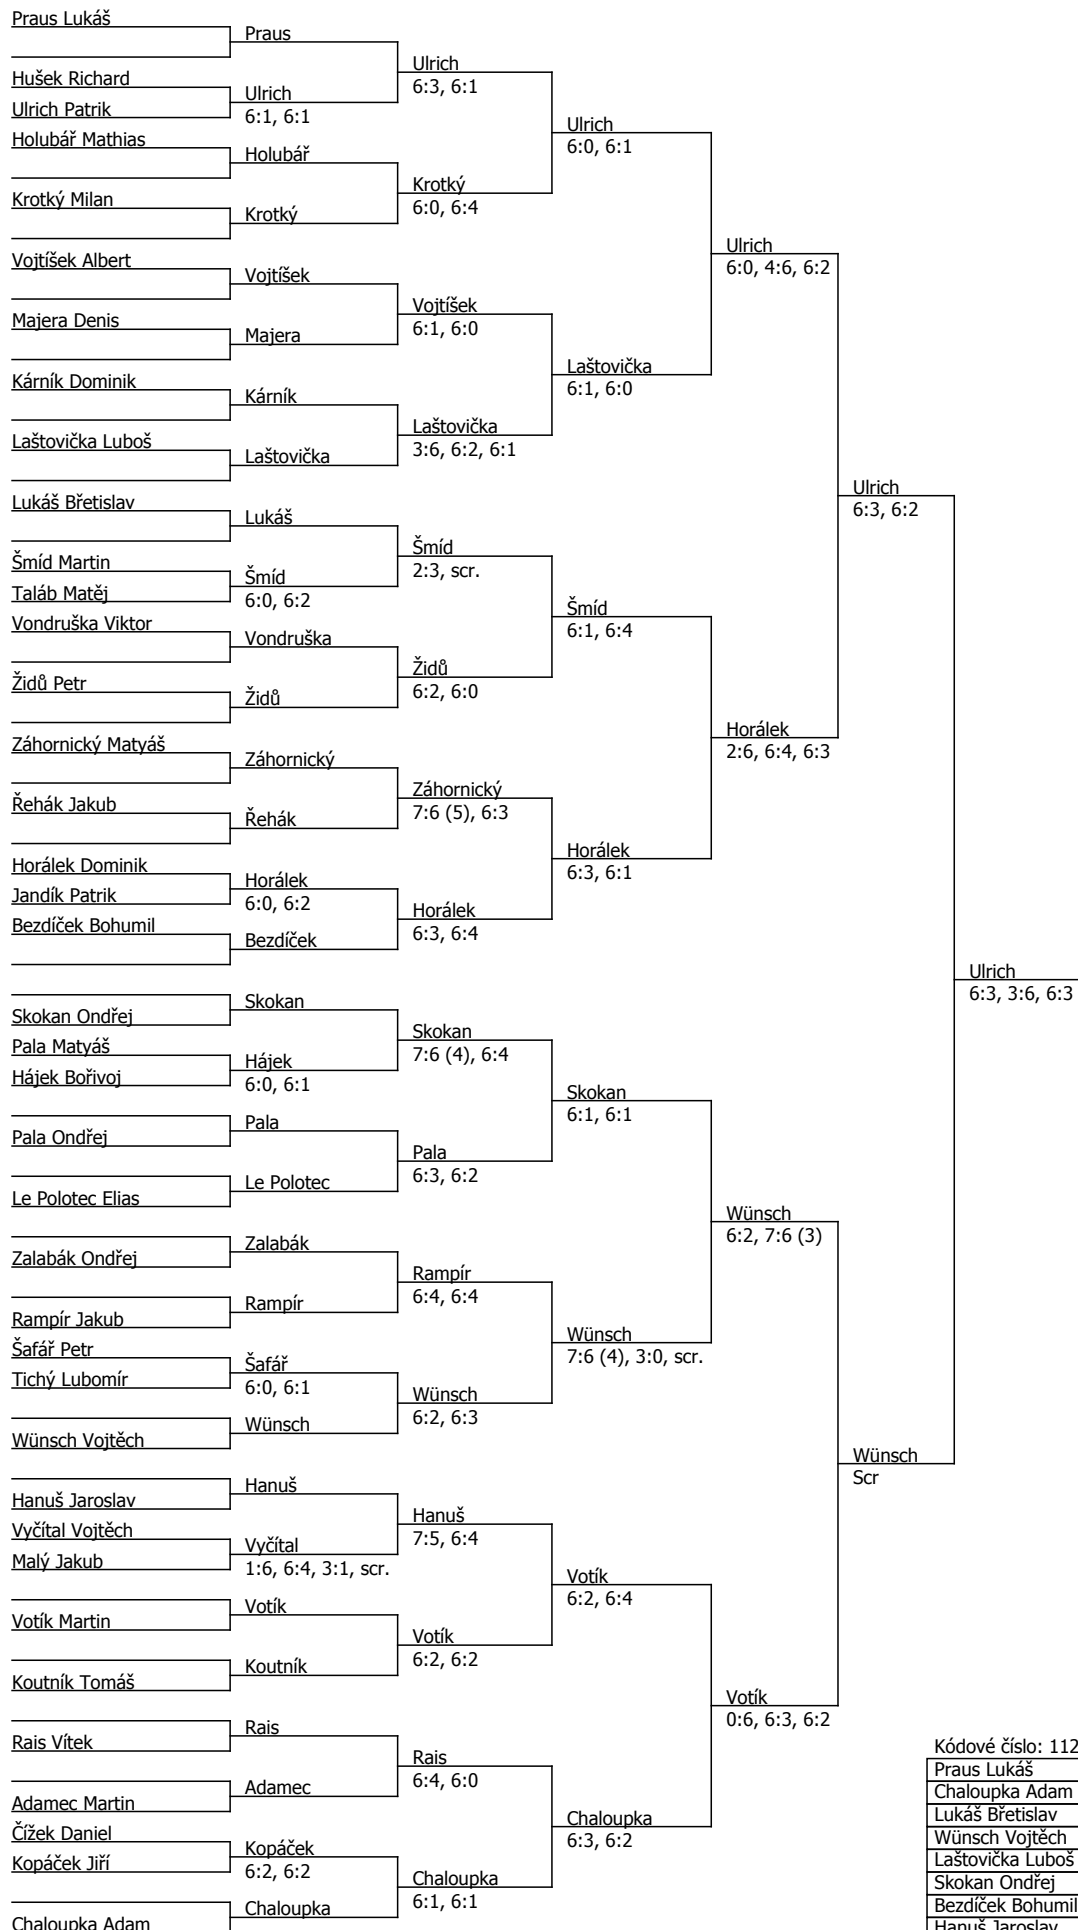 Praus Lukáš
Hušek Richard
Ulrich Patrik
Holubář Mathias
Krotký Milan
Vojtíšek Albert
Majera Denis
Kárník Dominik
Laštovička Luboš
Lukáš Břetislav
Šmíd Martin
Taláb Matěj
Vondruška Viktor
Židů Petr
Záhornický Matyáš
Řehák Jakub
Horálek Dominik
Jandík Patrik
Bezdíček Bohumil
Skokan Ondřej
Pala Matyáš
Hájek Bořivoj
Pala Ondřej
Le Polotec Elias
Zalabák Ondřej
Rampír Jakub
Šafář Petr
Tichý Lubomír
Wünsch Vojtěch
Hanuš Jaroslav
Vyčítal Vojtěch
Malý Jakub
Votík Martin
Koutník Tomáš
Rais Vítek
Adamec Martin
Čížek Daniel
Kopáček Jiří
Chaloupka Adam
Praus
Ulrich
6:1, 6:1
Holubář
Krotký
Vojtíšek
Majera
Kárník
Laštovička
Lukáš
Šmíd
6:0, 6:2
Vondruška
Židů
Záhornický
Řehák
Horálek
6:0, 6:2
Bezdíček
Skokan
Hájek
6:0, 6:1
Pala
Le Polotec
Zalabák
Rampír
Šafář
6:0, 6:1
Wünsch
Hanuš
Vyčítal
1:6, 6:4, 3:1, scr.
Votík
Koutník
Rais
Adamec
Kopáček
6:2, 6:2
Chaloupka
Ulrich
6:3, 6:1
Krotký
6:0, 6:4
Vojtíšek
6:1, 6:0
Laštovička
3:6, 6:2, 6:1
Šmíd
2:3, scr.
Židů
6:2, 6:0
Záhornický
7:6 (5), 6:3
Horálek
6:3, 6:4
Skokan
7:6 (4), 6:4
Pala
6:3, 6:2
Rampír
6:4, 6:4
Wünsch
6:2, 6:3
Hanuš
7:5, 6:4
Votík
6:2, 6:2
Rais
6:4, 6:0
Chaloupka
6:1, 6:1
Ulrich
6:0, 6:1
Laštovička
6:1, 6:0
Šmíd
6:1, 6:4
Horálek
6:3, 6:1
Skokan
6:1, 6:1
Wünsch
7:6 (4), 3:0, scr.
Votík
6:2, 6:4
Chaloupka
6:3, 6:2
Ulrich
6:0, 4:6, 6:2
Horálek
2:6, 6:4, 6:3
Wünsch
6:2, 7:6 (3)
Votík
0:6, 6:3, 6:2
Ulrich
6:3, 6:2
Wünsch
Scr
Ulrich
6:3, 3:6, 6:3
Kódové číslo: 112
Praus Lukáš
Chaloupka Adam
Lukáš Břetislav
Wünsch Vojtěch
Laštovička Luboš
Skokan Ondřej
Bezdíček Bohumil
Hanuš Jaroslav